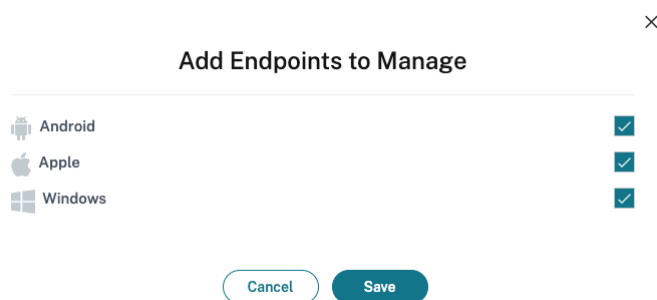 Add Endpoints to Manage
Android
Apple
Windows
Cancel Save